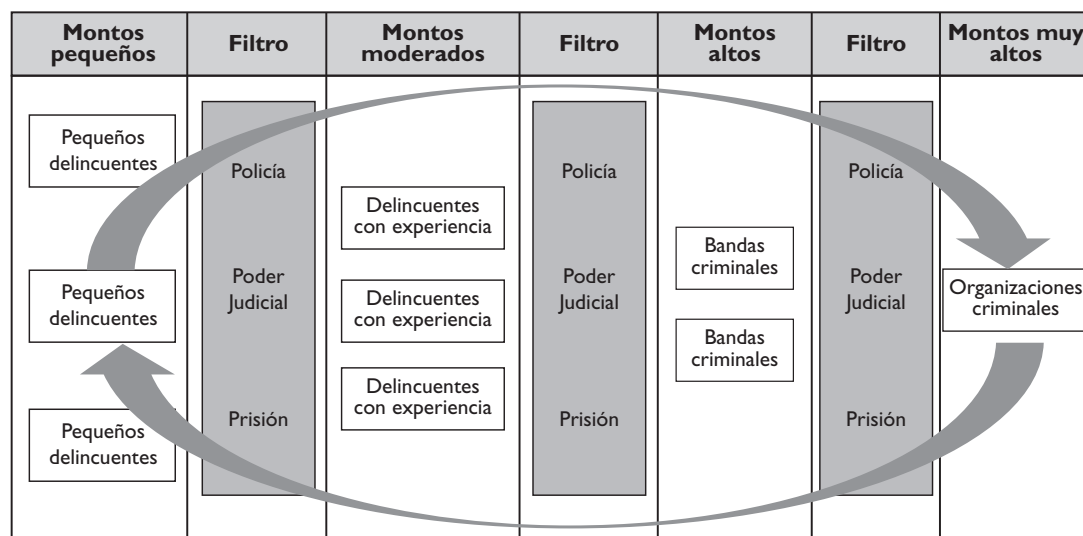 Montos
pequeños
Filtro
Montos
moderados
Filtro
Montos
altos
Filtro
Montos muy
altos
Pequeños
delincuentes
Pequeños
delincuentes
Pequeños
delincuentes
Policía
Poder
Judicial
Prisión
Delincuentes
con experiencia
Delincuentes
con experiencia
Delincuentes
con experiencia
Policía
Poder
Judicial
Prisión
Bandas
criminales
Bandas
criminales
Policía
Poder
Judicial
Prisión
Organizaciones
criminales